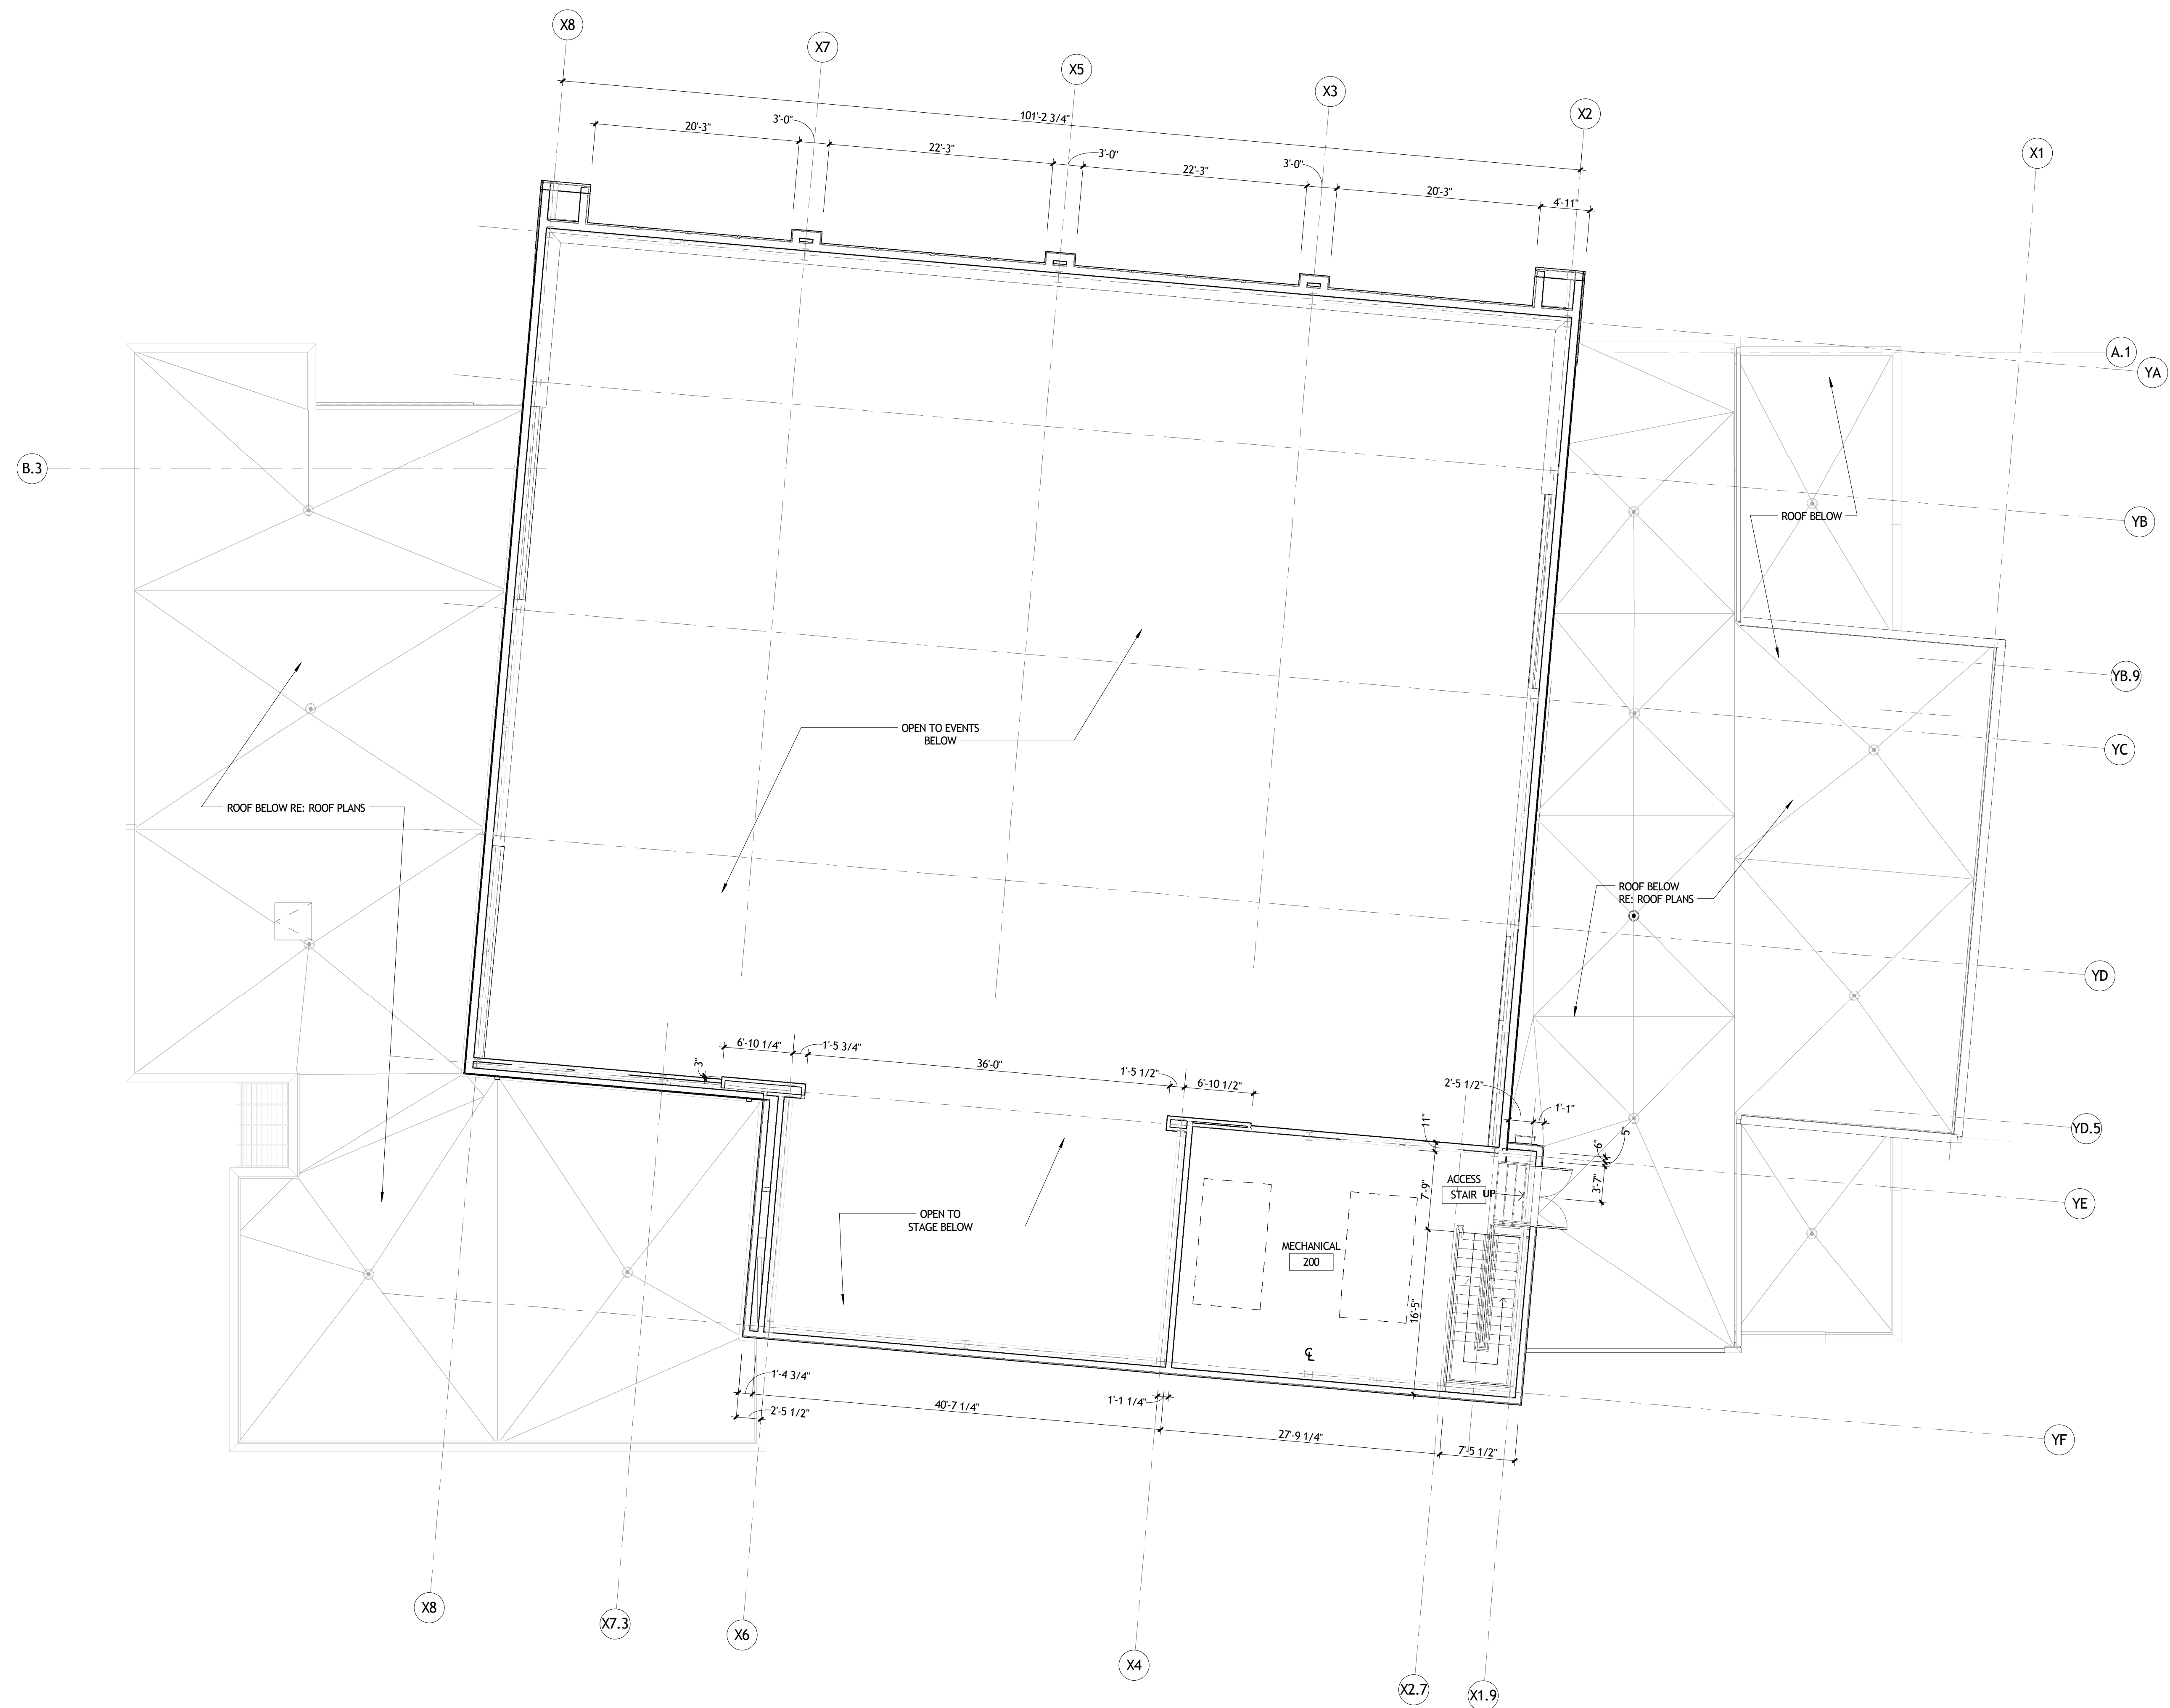 X8
X7
X5
X3
X2
X1
101'-2 3/4"
20'-3"
3'-0"
22'-3"
3'-0"
22'-3"
3'-0"
20'-3"
4'-11"
A.1
YA
B.3
YB
ROOF BELOW
YB.9
OPEN TO EVENTS
BELOW
YC
ROOF BELOW RE: ROOF PLANS
ROOF BELOW
RE: ROOF PLANS
YD
3"
6'-10 1/4"
1'-5 3/4"
36'-0"
1'-5 1/2"
6'-10 1/2"
2'-5 1/2"
1'-1"
11"
6"
5"
YD.5
3'-7"
7'-9"
ACCESS
STAIR
UP
YE
OPEN TO
STAGE BELOW
MECHANICAL
200
16'-5"
℄
1'-4 3/4"
2'-5 1/2"
40'-7 1/4"
1'-1 1/4"
27'-9 1/4"
7'-5 1/2"
YF
X8
X7.3
X6
X4
X2.7
X1.9